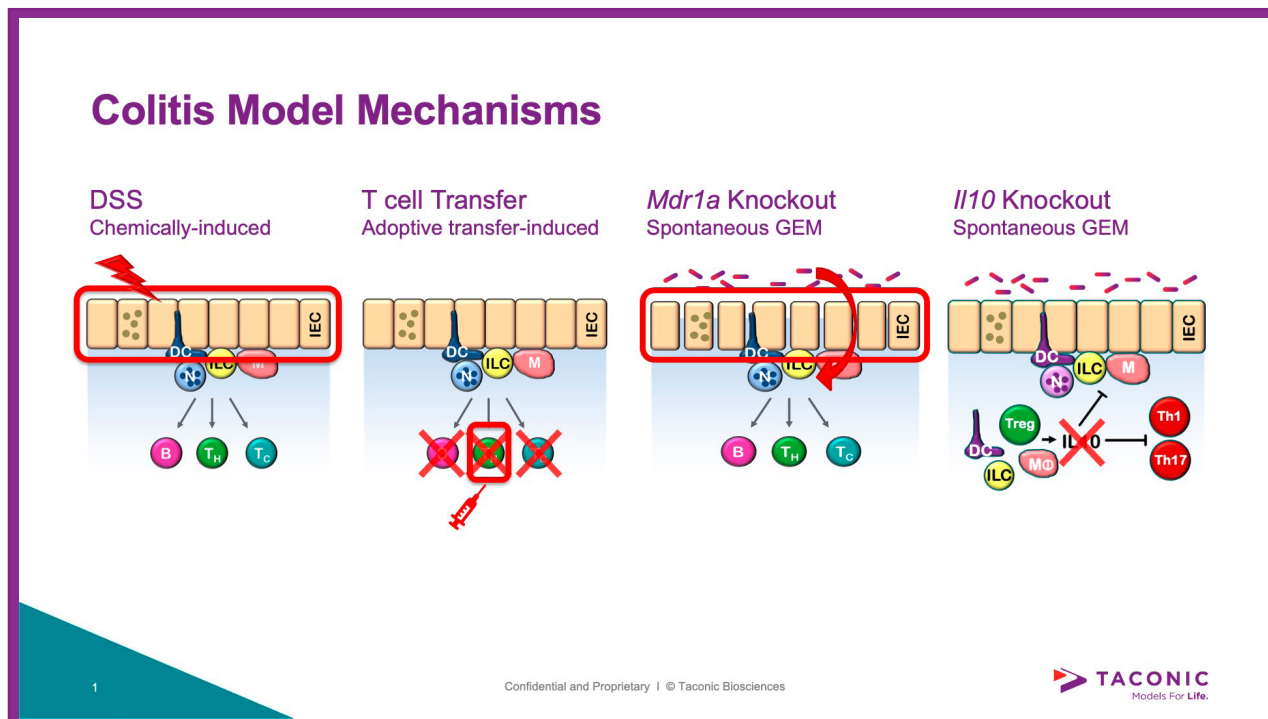 Colitis Model Mechanisms
DSS
Chemically-induced
IEC
DC
N
ILC
M
B
TH
TC
T cell Transfer
Adoptive transfer-induced
IEC
DC
N
ILC
M
Mdr1a Knockout
Spontaneous GEM
IEC
DC
N
ILC
B
TH
TC
Il10 Knockout
Spontaneous GEM
IEC
DC
N
ILC
M
Treg
IL10
Th1
DC
MΦ
Th17
ILC
1
Confidential and Proprietary I © Taconic Biosciences
TACONIC
Models For Life.